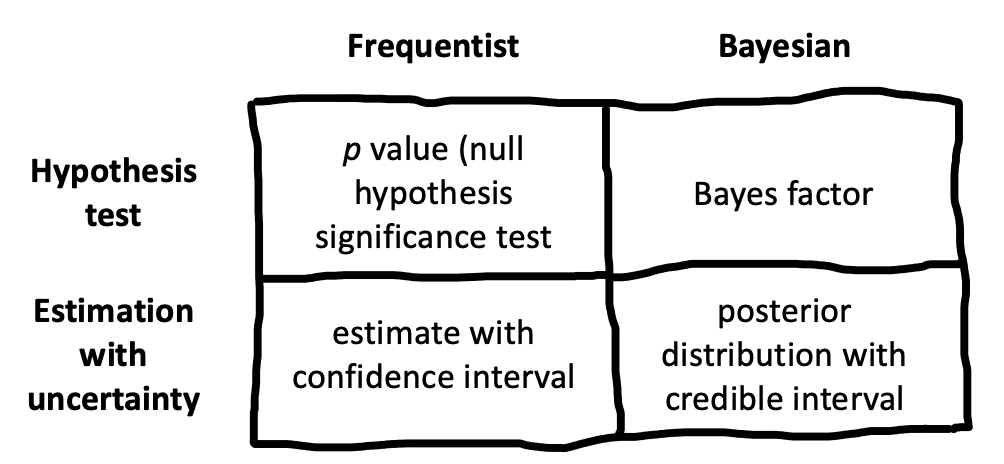 Frequentist
Bayesian
Hypothesis
test
p value (null
hypothesis
significance test
Bayes factor
Estimation
with
uncertainty
estimate with
confidence interval
posterior
distribution with
credible interval